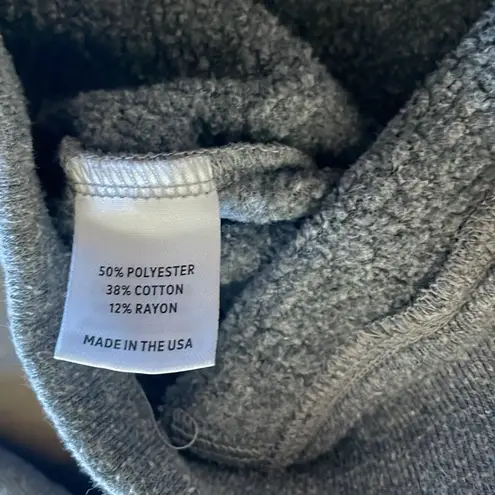 50% POLYESTER
38% COTTON
12% RAYON
MADE IN THE USA